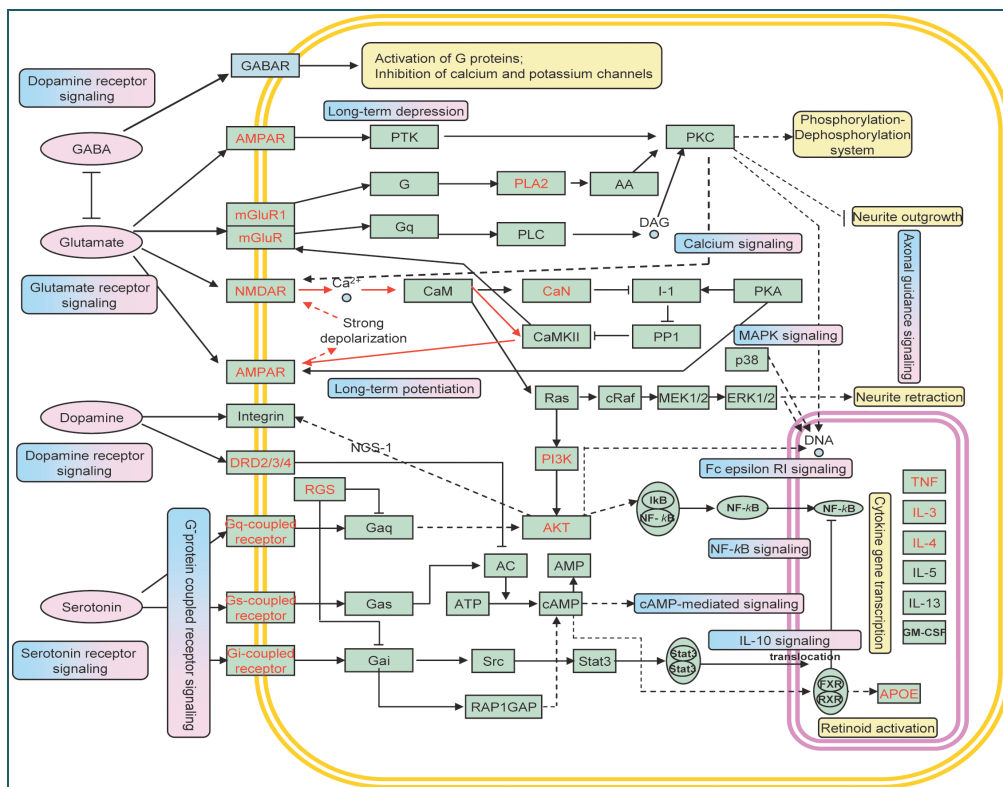 GABAR
Activation of G proteins;
Inhibition of calcium and potassium channels
Dopamine receptor
signaling
Long-term depression
Phosphorylation-
Dephosphorylation
system
GABA
AMPAR
PTK
PKC
G
PLA2
AA
mGluR1
mGluR
Gq
PLC
DAG
Neurite outgrowth
Glutamate
Calcium signaling
Axonal guidance signaling
Glutamate receptor
signaling
NMDAR
Ca2+
CaM
CaN
I-1
PKA
Strong
depolarization
CaMKII
PP1
MAPK signaling
p38
AMPAR
Long-term potentiation
Ras
cRaf
MEK1/2
ERK1/2
Neurite retraction
Dopamine
Integrin
NGS-1
DNA
Dopamine receptor
signaling
DRD2/3/4
PI3K
Fc epsilon RI signaling
RGS
TNF
IkB
NF-kB
NF-kB
NF-kB
IL-3
Gq-coupled
receptor
Gaq
AKT
NF-kB signaling
IL-4
Cytokine gene transcription
G-protein coupled receptor signaling
AC
AMP
IL-5
Serotonin
Gs-coupled
receptor
Gas
ATP
cAMP
cAMP-mediated signaling
IL-13
GM-CSF
Serotonin receptor
signaling
Gi-coupled
receptor
Gai
Src
Stat3
Stat3
Stat3
IL-10 signaling
translocation
FXR
RXR
APOE
RAP1GAP
Retinoid activation